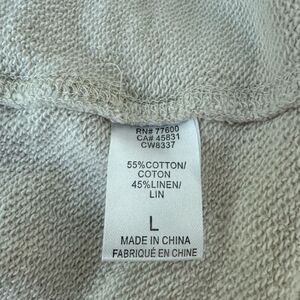 RN# 77600
CA# 45831
CW8337
55%COTTON/
COTON
45%LINEN/
LIN
L
MADE IN CHINA
FABRIQUÉ EN CHINE